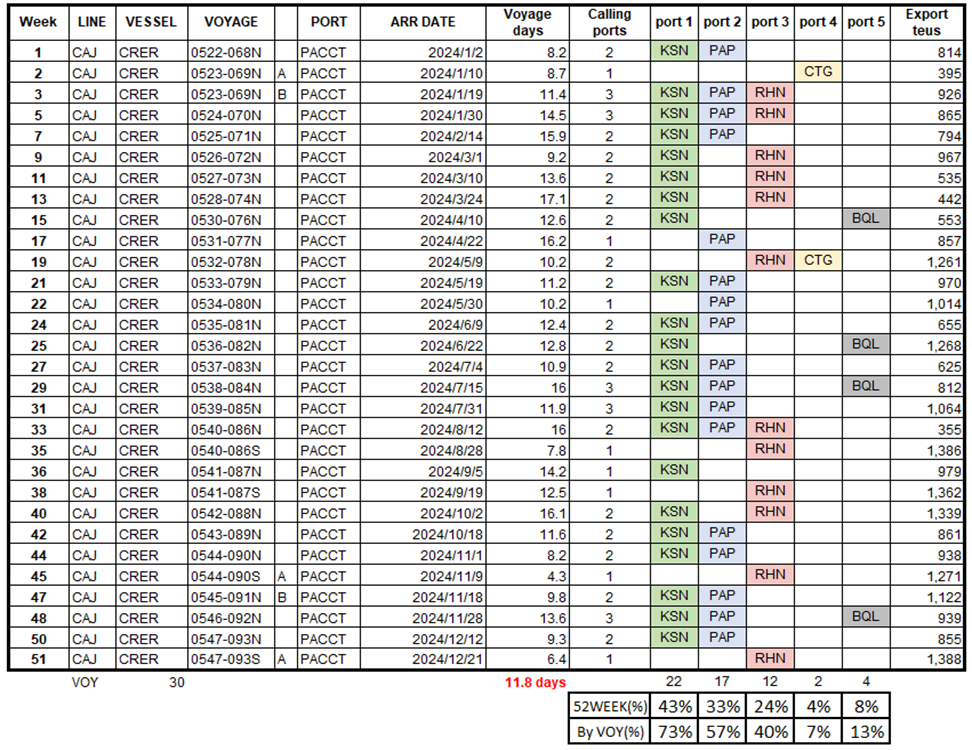 Week LINE VESSEL VOYAGE PORT ARR DATE Voyage days Calling ports port 1 port 2 port 3 port 4 port 5 Export teus
1 CAJ CRER 0522-068N PACCT 2024/1/2 8.2 2 KSN PAP 814
2 CAJ CRER 0523-069N A PACCT 2024/1/10 8.7 1 CTG 395
3 CAJ CRER 0523-069N B PACCT 2024/1/19 11.4 3 KSN PAP RHN 926
5 CAJ CRER 0524-070N PACCT 2024/1/30 14.5 3 KSN PAP RHN 865
7 CAJ CRER 0525-071N PACCT 2024/2/14 15.9 2 KSN PAP 794
9 CAJ CRER 0526-072N PACCT 2024/3/1 9.2 2 KSN RHN 967
11 CAJ CRER 0527-073N PACCT 2024/3/10 13.6 2 KSN RHN 535
13 CAJ CRER 0528-074N PACCT 2024/3/24 17.1 2 KSN RHN 442
15 CAJ CRER 0530-076N PACCT 2024/4/10 12.6 2 KSN BQL 553
17 CAJ CRER 0531-077N PACCT 2024/4/22 16.2 1 PAP 857
19 CAJ CRER 0532-078N PACCT 2024/5/9 10.2 2 RHN CTG 1,261
21 CAJ CRER 0533-079N PACCT 2024/5/19 11.2 2 KSN PAP 970
22 CAJ CRER 0534-080N PACCT 2024/5/30 10.2 1 PAP 1,014
24 CAJ CRER 0535-081N PACCT 2024/6/9 12.4 2 KSN PAP 655
25 CAJ CRER 0536-082N PACCT 2024/6/22 12.8 2 KSN BQL 1,268
27 CAJ CRER 0537-083N PACCT 2024/7/4 10.9 2 KSN PAP 625
29 CAJ CRER 0538-084N PACCT 2024/7/15 16 3 KSN PAP BQL 812
31 CAJ CRER 0539-085N PACCT 2024/7/31 11.9 3 KSN PAP 1,064
33 CAJ CRER 0540-086N PACCT 2024/8/12 16 2 KSN PAP RHN 355
35 CAJ CRER 0540-086S PACCT 2024/8/28 7.8 1 RHN 1,386
36 CAJ CRER 0541-087N PACCT 2024/9/5 14.2 1 KSN 979
38 CAJ CRER 0541-087S PACCT 2024/9/19 12.5 1 RHN 1,362
40 CAJ CRER 0542-088N PACCT 2024/10/2 16.1 2 KSN RHN 1,339
42 CAJ CRER 0543-089N PACCT 2024/10/18 11.6 2 KSN PAP 861
44 CAJ CRER 0544-090N PACCT 2024/11/1 8.2 2 KSN PAP 938
45 CAJ CRER 0544-090S A PACCT 2024/11/9 4.3 1 RHN 1,271
47 CAJ CRER 0545-091N B PACCT 2024/11/18 9.8 2 KSN PAP 1,122
48 CAJ CRER 0546-092N PACCT 2024/11/28 13.6 3 KSN PAP BQL 939
50 CAJ CRER 0547-093N PACCT 2024/12/12 9.3 2 KSN PAP 855
51 CAJ CRER 0547-093S A PACCT 2024/12/21 6.4 1 RHN 1,388
VOY 30 11.8 days 22 17 12 2 4
52WEEK(%) 43% 33% 24% 4% 8%
By VOY(%) 73% 57% 40% 7% 13%